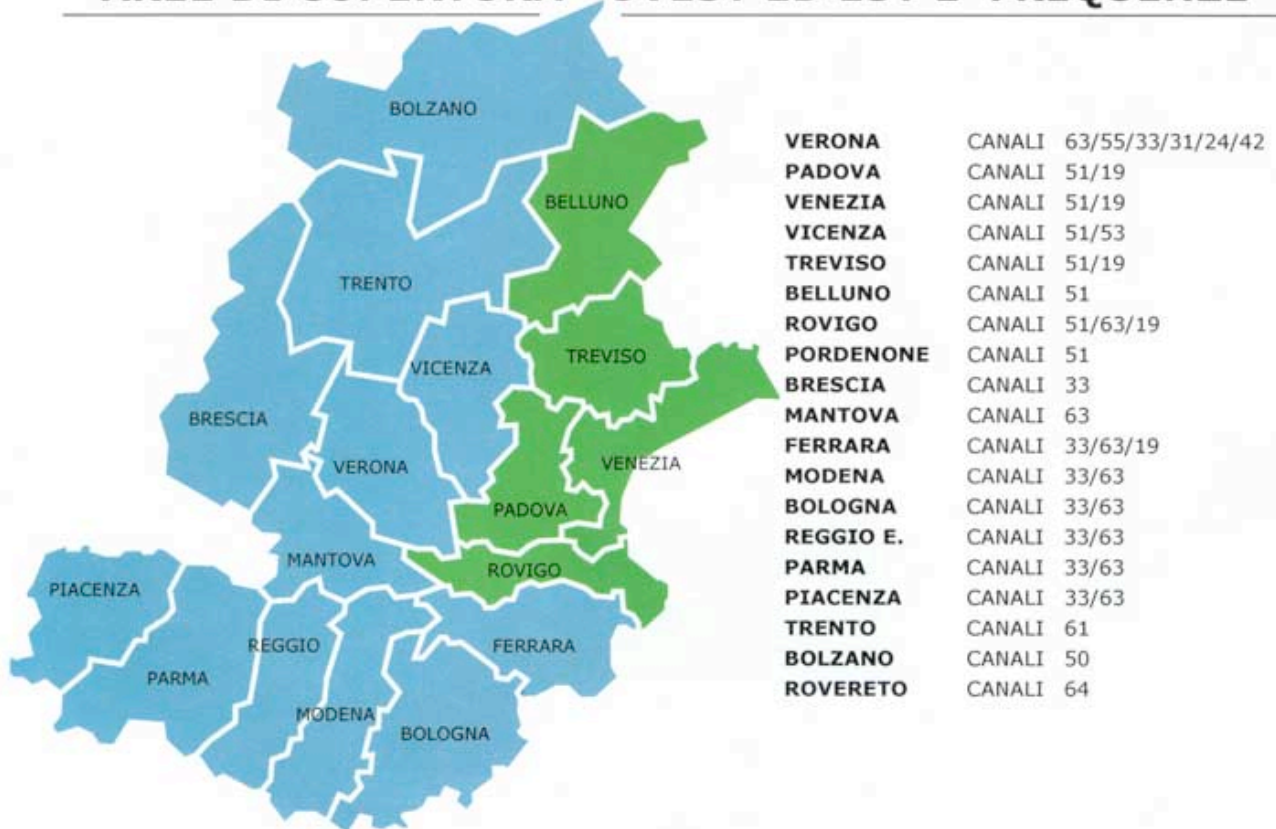 BOLZANO
BELLUNO
TRENTO
TREVISO
VICENZA
BRESCIA
VERONA
VENEZIA
PADOVA
MANTOVA
ROVIGO
PIACENZA
REGGIO
FERRARA
PARMA
MODENA
BOLOGNA
VERONA CANALI 63/55/33/31/24/42
PADOVA CANALI 51/19
VENEZIA CANALI 51/19
VICENZA CANALI 51/53
TREVISO CANALI 51/19
BELLUNO CANALI 51
ROVIGO CANALI 51/63/19
PORDENONE CANALI 51
BRESCIA CANALI 33
MANTOVA CANALI 63
FERRARA CANALI 33/63/19
MODENA CANALI 33/63
BOLOGNA CANALI 33/63
REGGIO E. CANALI 33/63
PARMA CANALI 33/63
PIACENZA CANALI 33/63
TRENTO CANALI 61
BOLZANO CANALI 50
ROVERETO CANALI 64